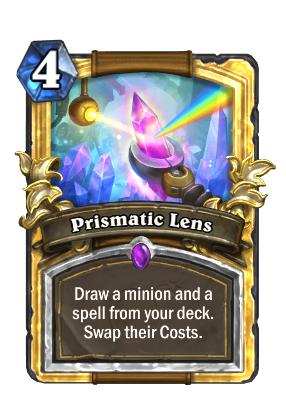 4
Prismatic Lens
Draw a minion and a
spell from your deck.
Swap their Costs.